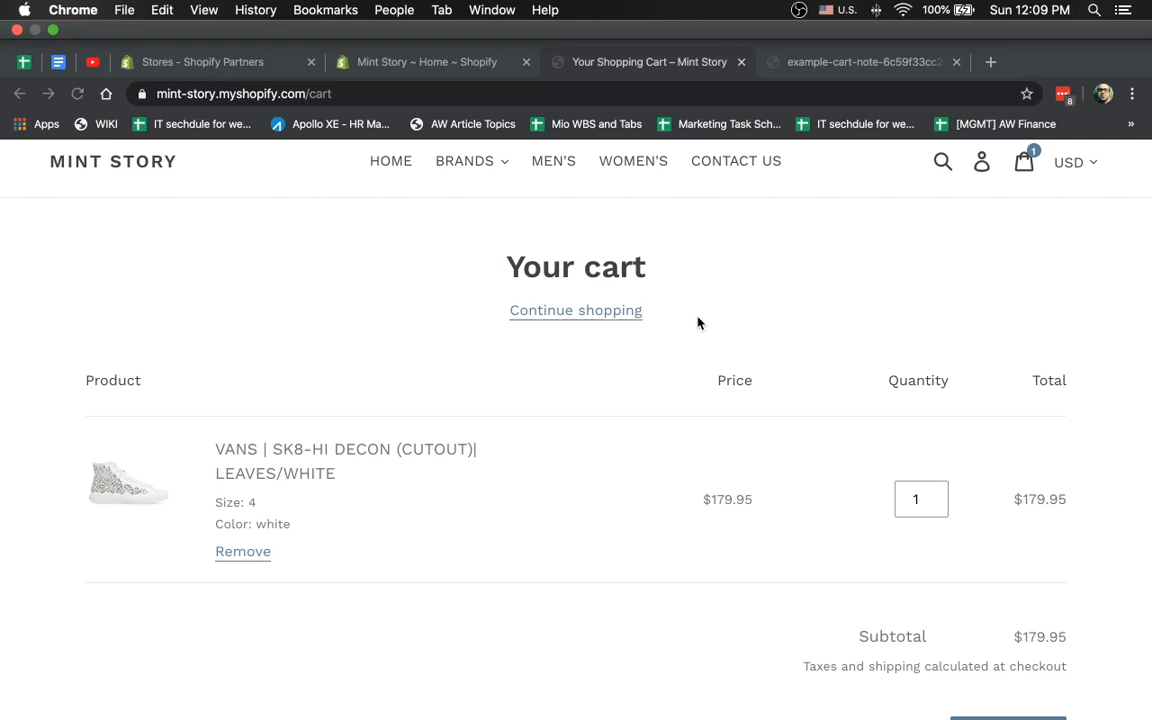 Chrome File Edit View History Bookmarks People Tab Window Help U.S. 100% Sun 12:09 PM
Stores - Shopify Partners Mint Story ~ Home ~ Shopify Your Shopping Cart – Mint Story example-cart-note-6c59f33cc2
mint-story.myshopify.com/cart 8
Apps WIKI IT sechdule for we... Apollo XE - HR Ma... AW Article Topics Mio WBS and Tabs Marketing Task Sch... IT sechdule for we... [MGMT] AW Finance »
MINT STORY HOME BRANDS MEN'S WOMEN'S CONTACT US 1 USD
Your cart
Continue shopping
Product Price Quantity Total
VANS | SK8-HI DECON (CUTOUT)|
LEAVES/WHITE
Size: 4 $179.95 1 $179.95
Color: white
Remove
Subtotal $179.95
Taxes and shipping calculated at checkout